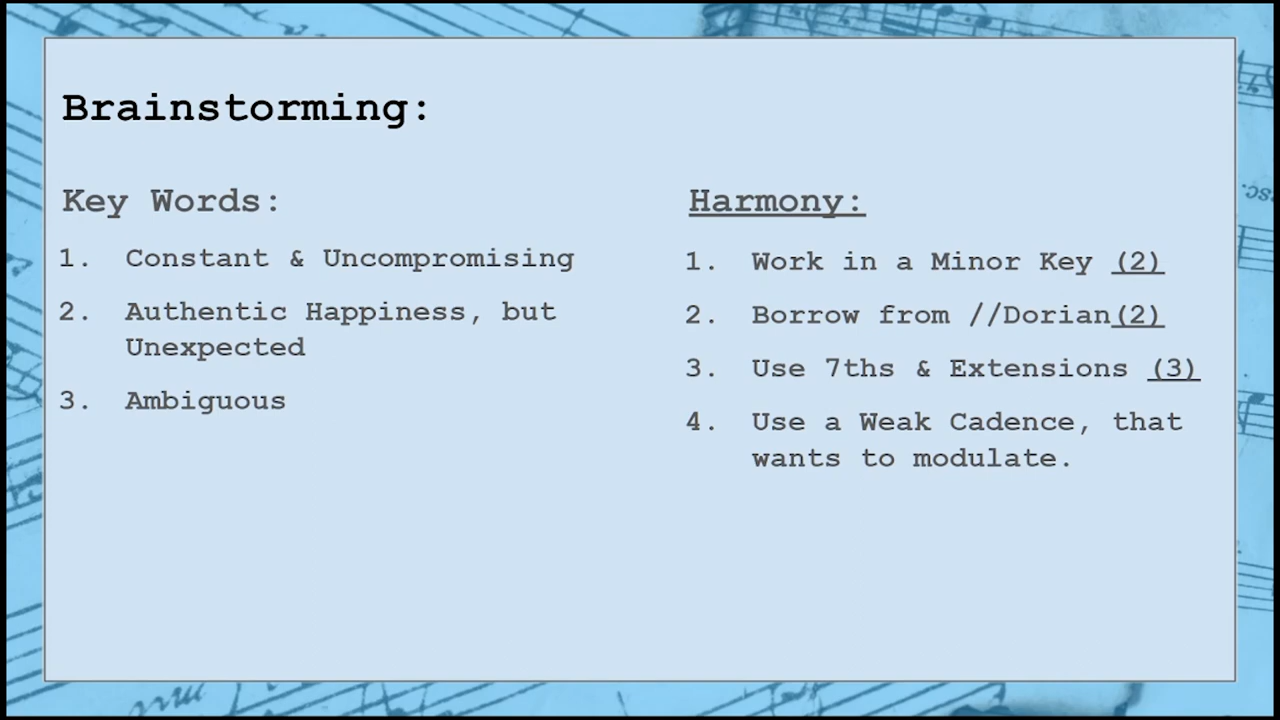 Brainstorming:
Key Words:
1. Constant & Uncompromising
2. Authentic Happiness, but
Unexpected
3. Ambiguous
Harmony:
1. Work in a Minor Key (2)
2. Borrow from //Dorian(2)
3. Use 7ths & Extensions (3)
4. Use a Weak Cadence, that
wants to modulate.